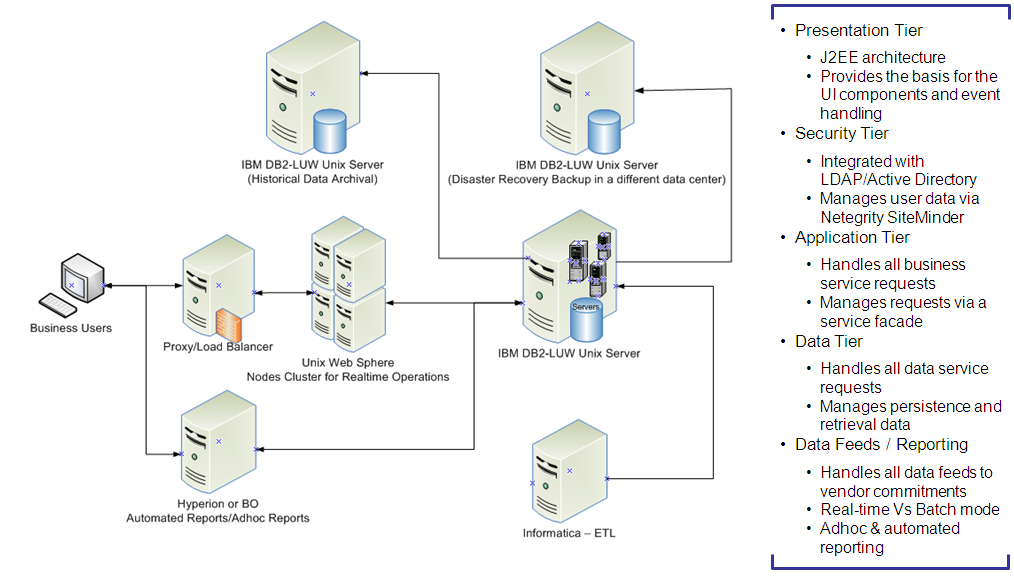 IBM DB2-LUW Unix Server
(Historical Data Archival)
IBM DB2-LUW Unix Server
(Disaster Recovery Backup in a different data center)
Business Users
Proxy/Load Balancer
Unix Web Sphere
Nodes Cluster for Realtime Operations
Servers
IBM DB2-LUW Unix Server
Hyperion or BO
Automated Reports/Adhoc Reports
Informatica – ETL
• Presentation Tier
• J2EE architecture
• Provides the basis for the
UI components and event
handling
• Security Tier
• Integrated with
LDAP/Active Directory
• Manages user data via
Netegrity SiteMinder
• Application Tier
• Handles all business
service requests
• Manages requests via a
service facade
• Data Tier
• Handles all data service
requests
• Manages persistence and
retrieval data
• Data Feeds / Reporting
• Handles all data feeds to
vendor commitments
• Real-time Vs Batch mode
• Adhoc & automated
reporting